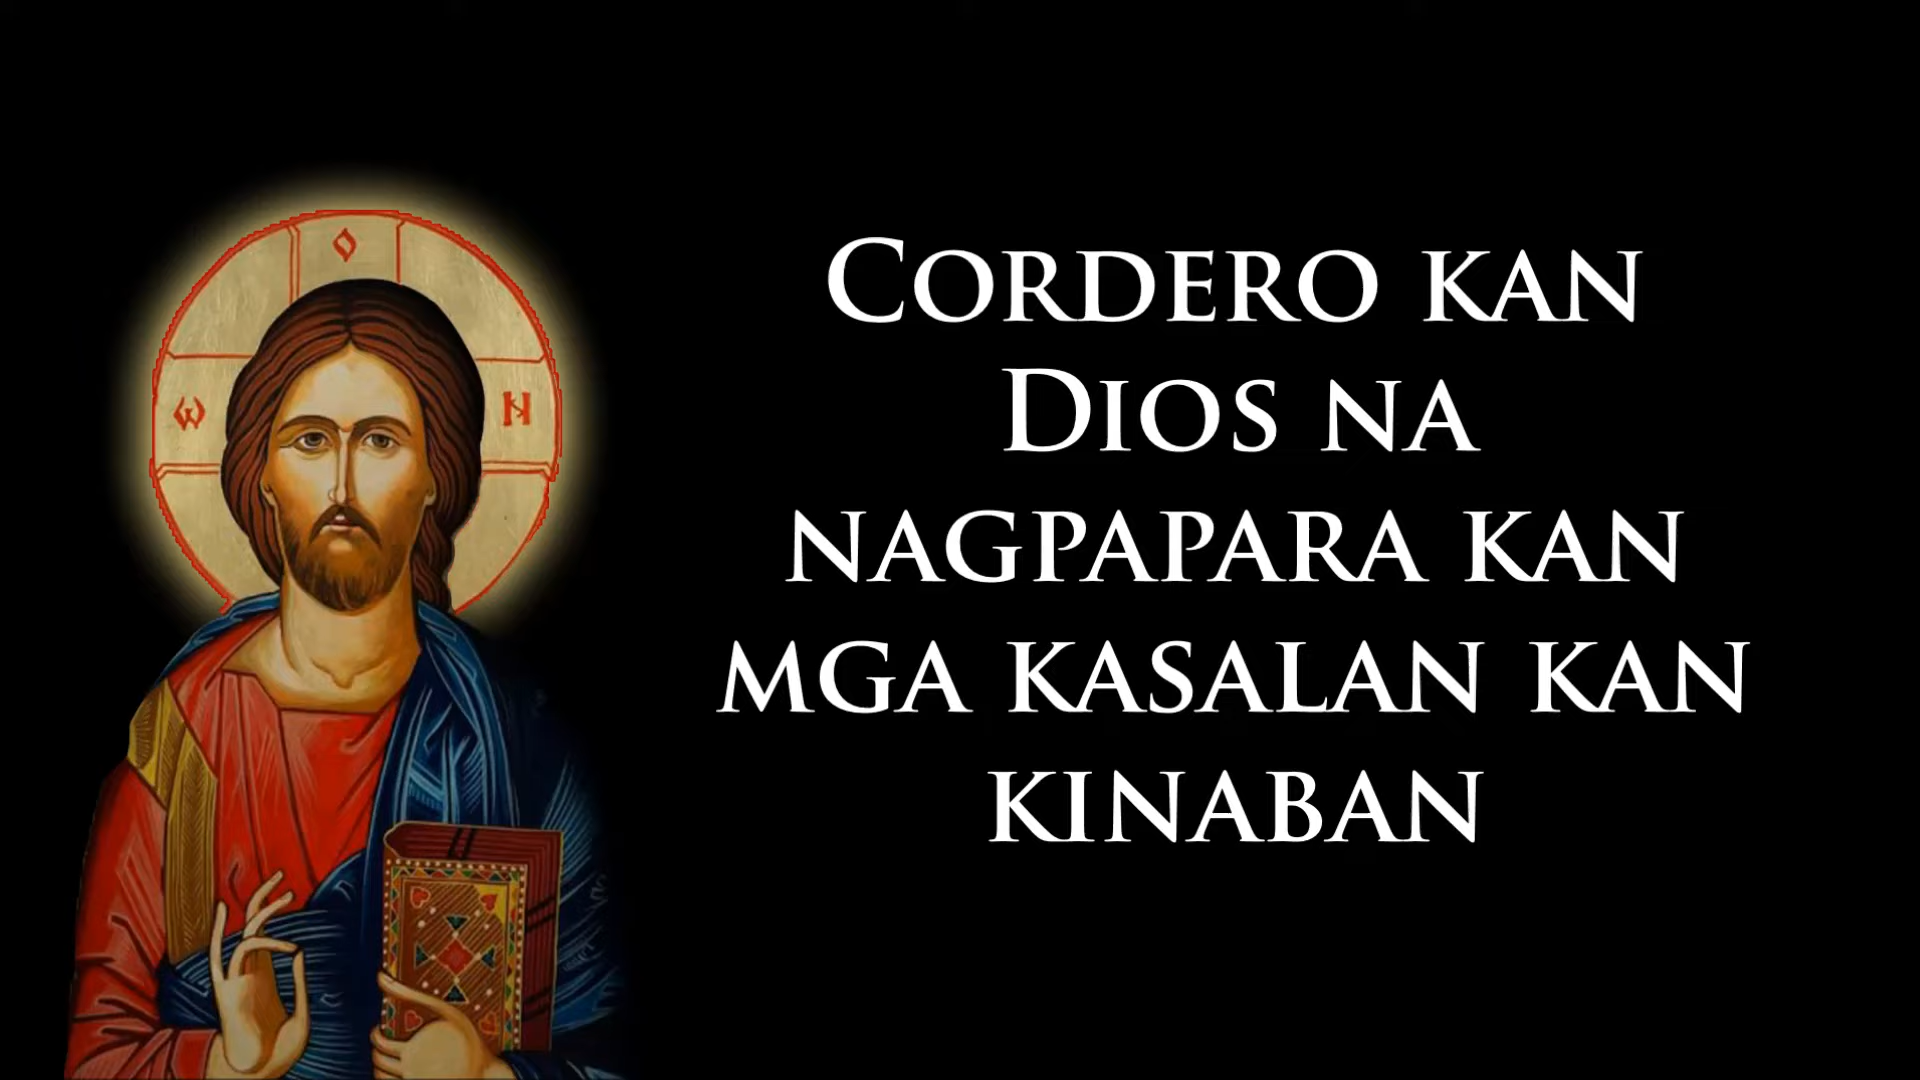 Ο
ω Ν
Cordero kan
Dios na
nagpapara kan
mga kasalan kan
kinaban